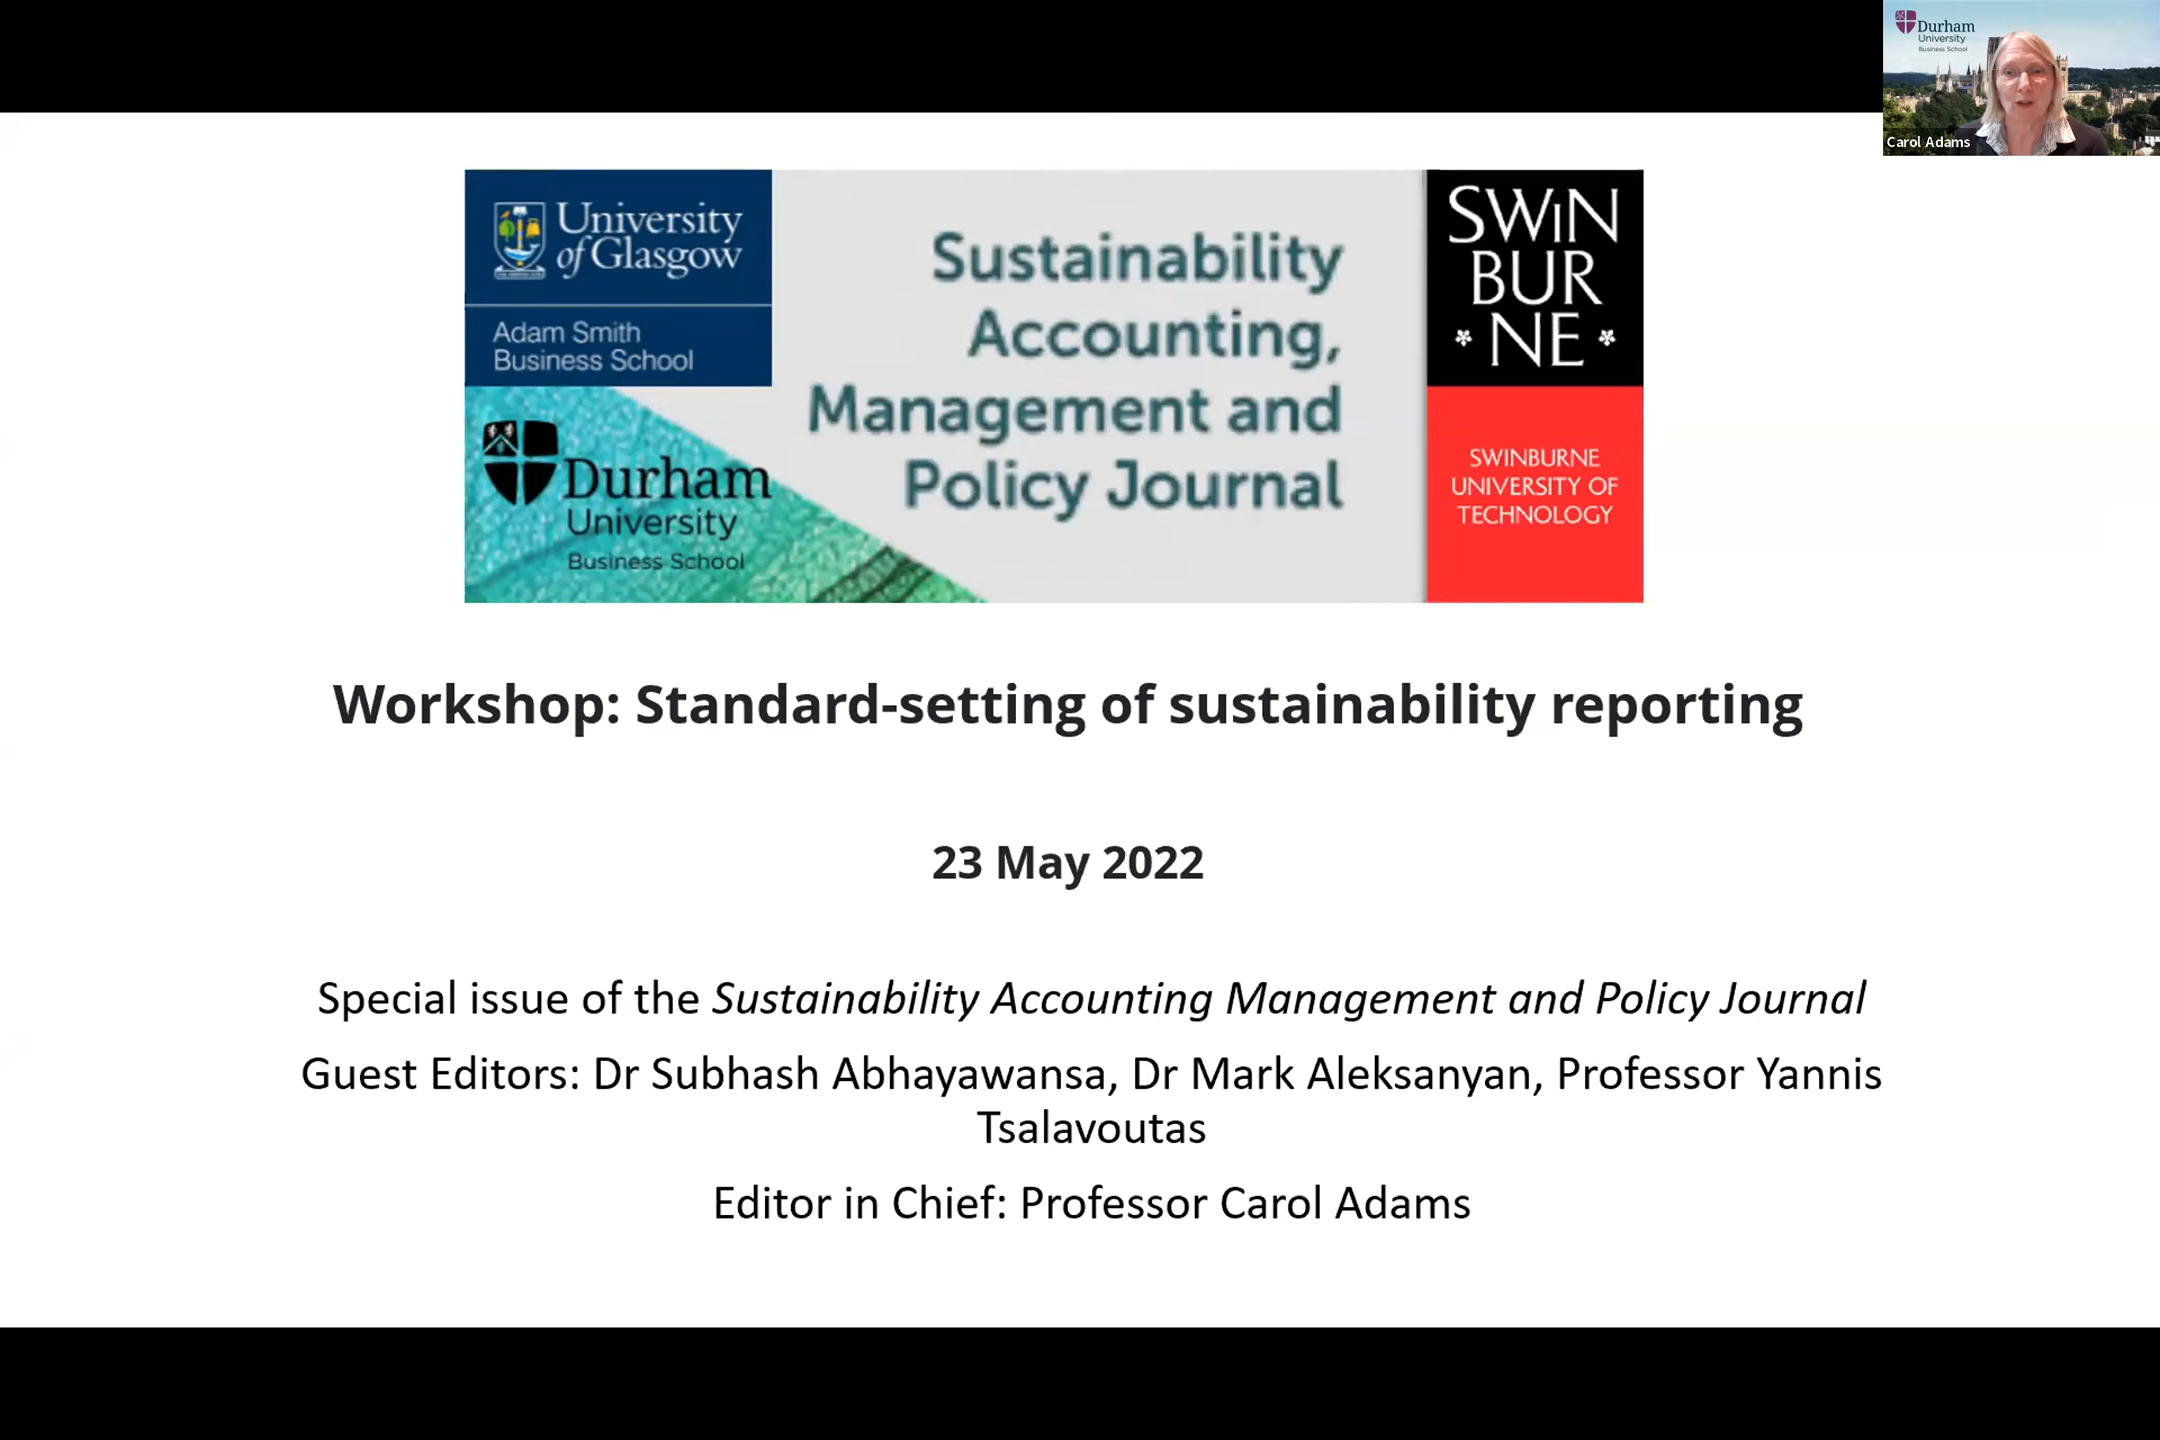 Durham
University
Business School
Carol Adams
University
of Glasgow
Adam Smith
Business School
Durham
University
Business School
Sustainability
Accounting,
Management and
Policy Journal
SWiN
BUR
NE
SWINBURNE
UNIVERSITY OF
TECHNOLOGY
Workshop: Standard-setting of sustainability reporting
23 May 2022
Special issue of the Sustainability Accounting Management and Policy Journal
Guest Editors: Dr Subhash Abhayawansa, Dr Mark Aleksanyan, Professor Yannis
Tsalavoutas
Editor in Chief: Professor Carol Adams